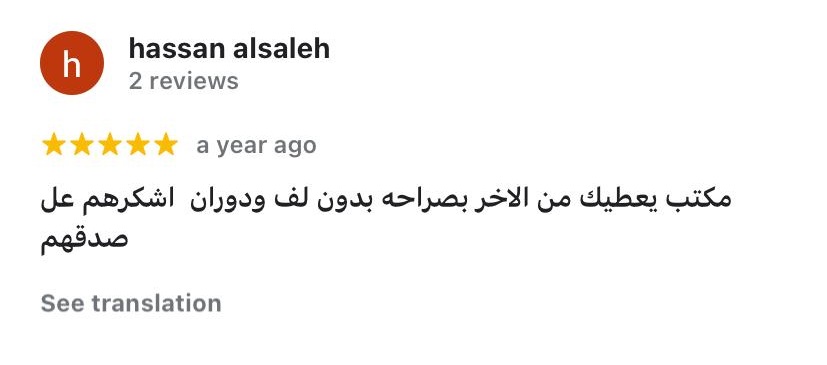 h
hassan alsaleh
2 reviews
★★★★★ a year ago
مكتب يعطيك من الاخر بصراحه بدون لف ودوران  اشكرهم عل
صدقهم
See translation